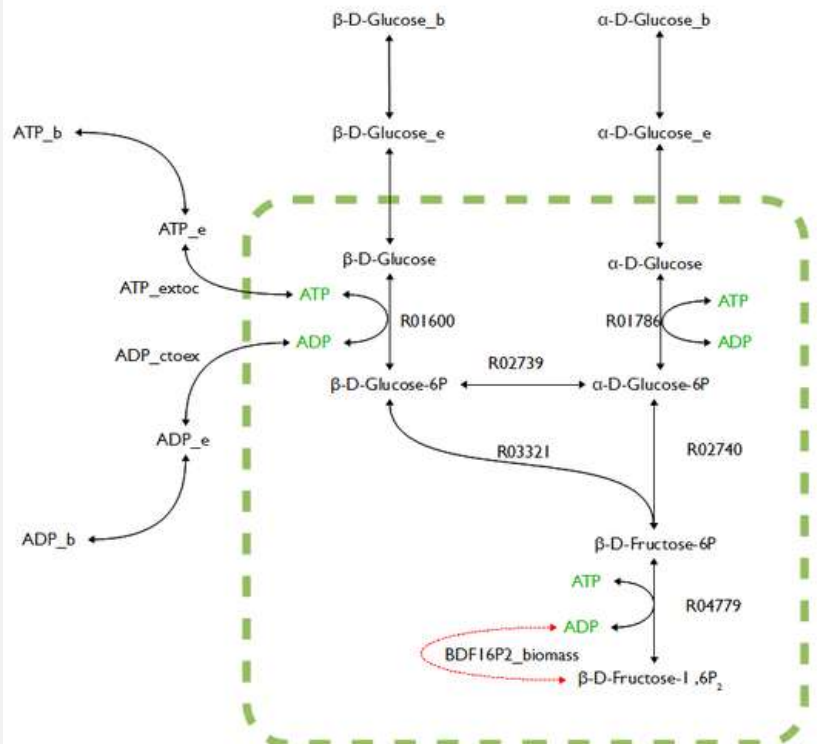 β-D-Glucose_b
α-D-Glucose_b
ATP_b
β-D-Glucose_e
α-D-Glucose_e
ATP_e
β-D-Glucose
α-D-Glucose
ATP_extoc
ATP
ATP
R01600
R01786
ADP
ADP
ADP_ctoex
R02739
β-D-Glucose-6P
α-D-Glucose-6P
ADP_e
R03321
R02740
ADP_b
β-D-Fructose-6P
ATP
R04779
ADP
BDF16P2_biomass
β-D-Fructose-1,6P₂